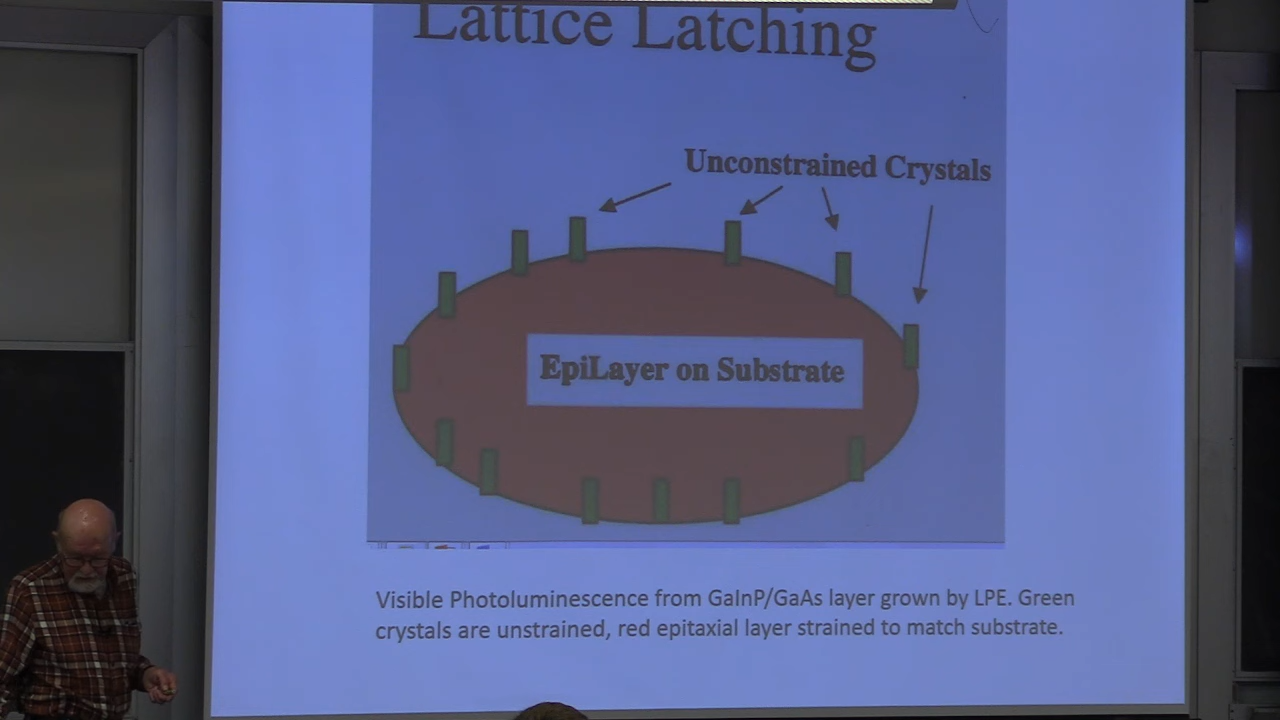 Lattice Latching
Unconstrained Crystals
EpiLayer on Substrate
Visible Photoluminescence from GaInP/GaAs layer grown by LPE. Green
crystals are unstrained, red epitaxial layer strained to match substrate.